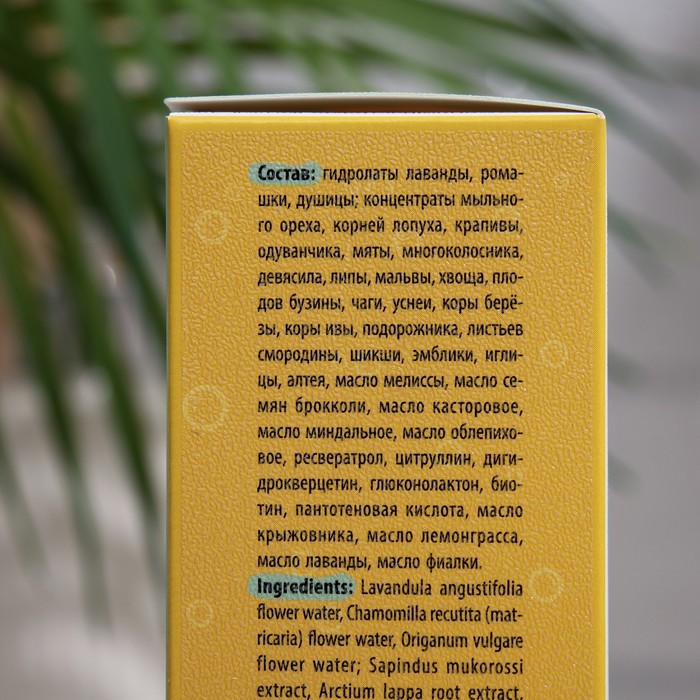 Состав: гидролаты лаванды, рома-
шки, душицы; концентраты мыльно-
го ореха, корней лопуха, крапивы,
одуванчика, мяты, многоколосника,
девясила, липы, мальвы, хвоща, пло-
дов бузины, чаги, уснеи, коры берё-
зы, коры ивы, подорожника, листьев
смородины, шикши, эмблики, игли-
цы, алтея, масло мелиссы, масло се-
мян брокколи, масло касторовое,
масло миндальное, масло облепихо-
вое, ресвератрол, цитруллин, диги-
дрокверцетин, глюконолактон, био-
тин, пантотеновая кислота, масло
крыжовника, масло лемонграсса,
масло лаванды, масло фиалки.
Ingredients: Lavandula angustifolia
flower water, Chamomilla recutita (mat-
ricaria) flower water, Origanum vulgare
flower water; Sapindus mukorossi
extract, Arctium lappa root extract,